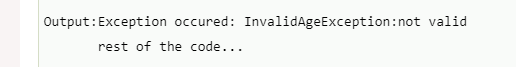 Output:Exception occured: InvalidAgeException:not valid
rest of the code...